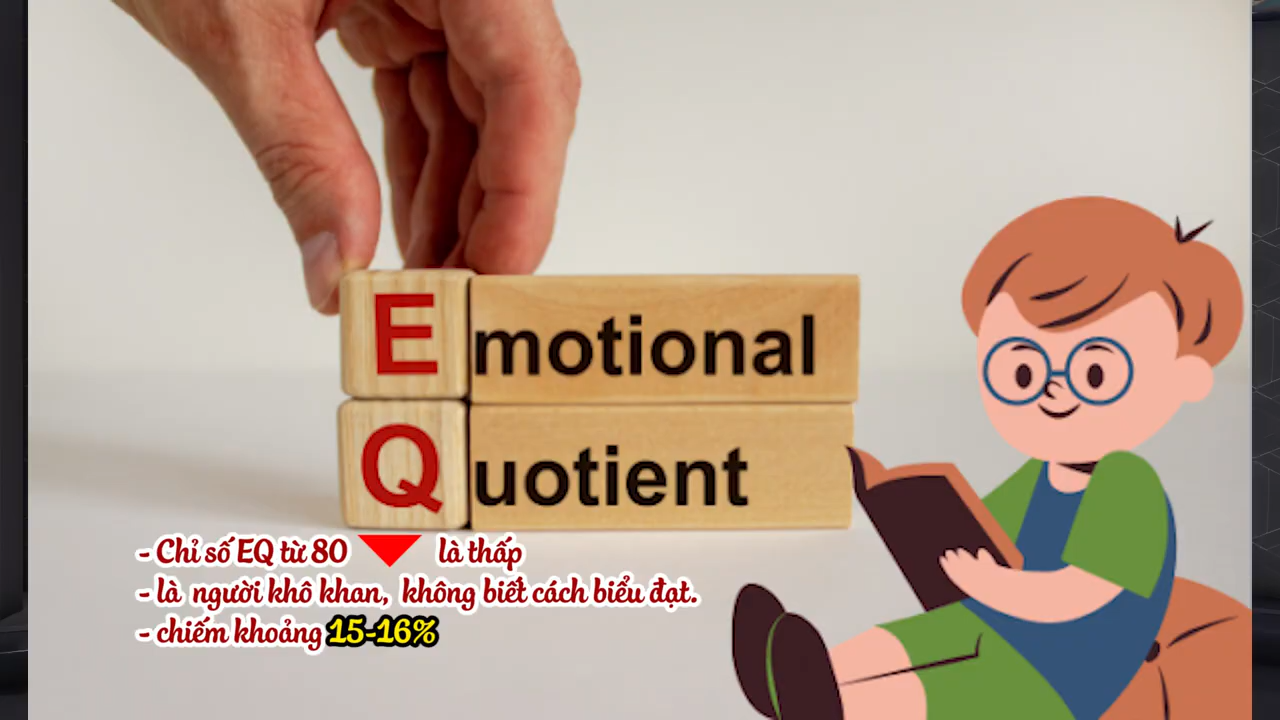 Emotional
Quotient
- Chỉ số EQ từ 80 là thấp
- là người khô khan, không biết cách biểu đạt.
- chiếm khoảng 15-16%